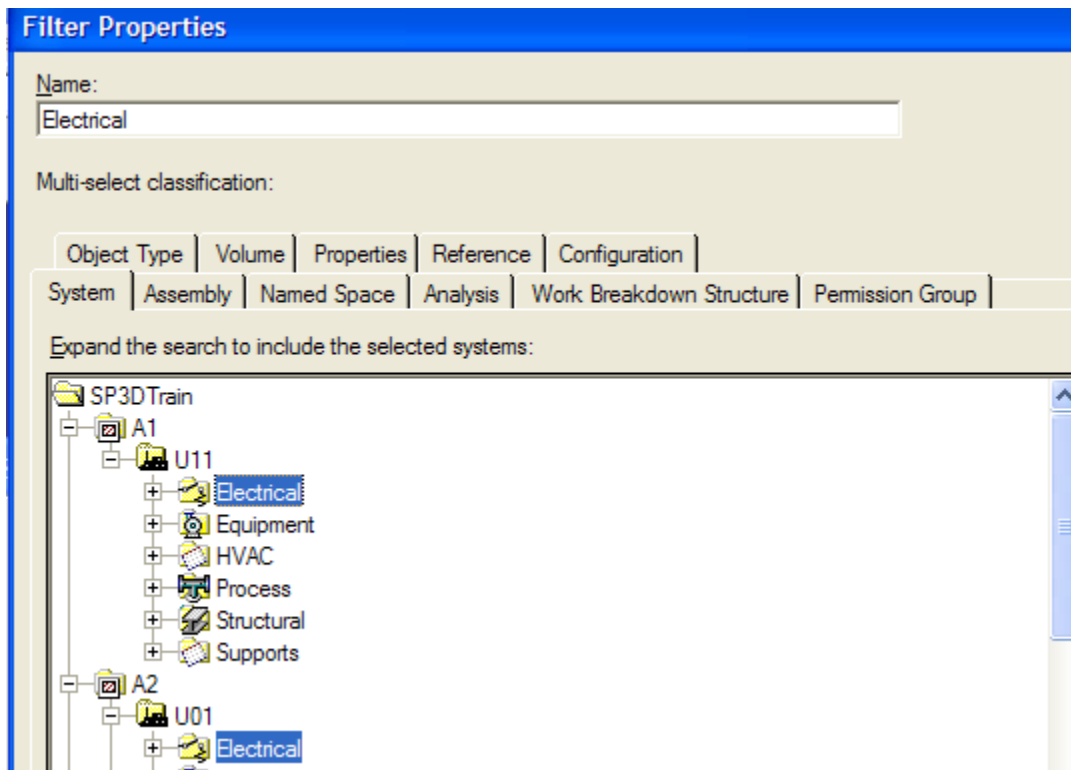 Filter Properties
Name:
Electrical
Multi-select classification:
Object Type Volume Properties Reference Configuration
System Assembly Named Space Analysis Work Breakdown Structure Permission Group
Expand the search to include the selected systems:
SP3DTrain
A1
U11
Electrical
Equipment
HVAC
Process
Structural
Supports
A2
U01
Electrical